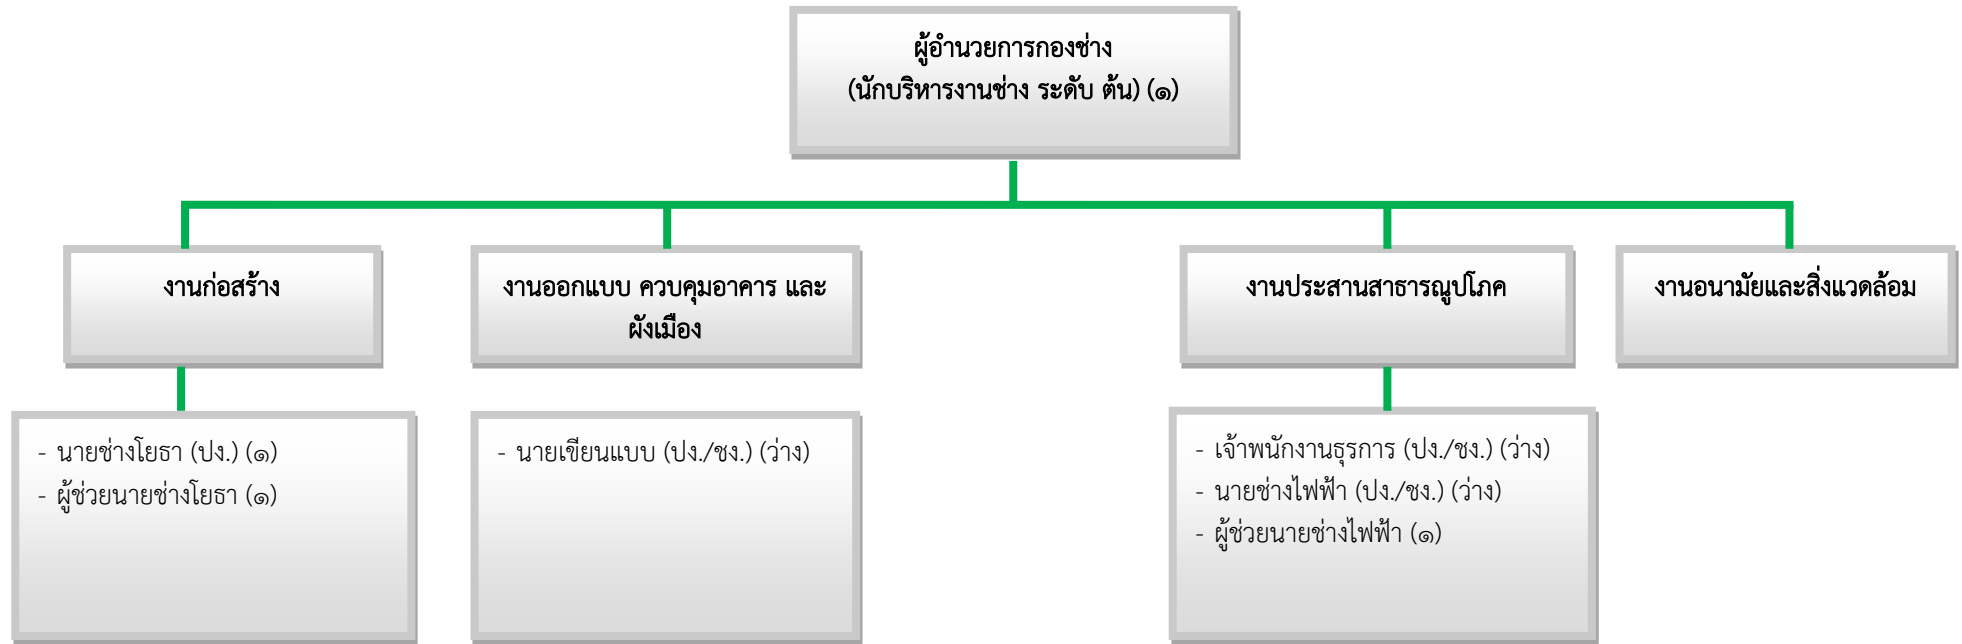 ผู้อำนวยการกองช่าง
(นักบริหารงานช่าง ระดับ ต้น) (๑)
งานก่อสร้าง
งานออกแบบ ควบคุมอาคาร และ
ผังเมือง
งานประสานสาธารณูปโภค
งานอนามัยและสิ่งแวดล้อม
- นายช่างโยธา (ปง.) (๑)
- ผู้ช่วยนายช่างโยธา (๑)
- นายเขียนแบบ (ปง./ชง.) (ว่าง)
- เจ้าพนักงานธุรการ (ปง./ชง.) (ว่าง)
- นายช่างไฟฟ้า (ปง./ชง.) (ว่าง)
- ผู้ช่วยนายช่างไฟฟ้า (๑)